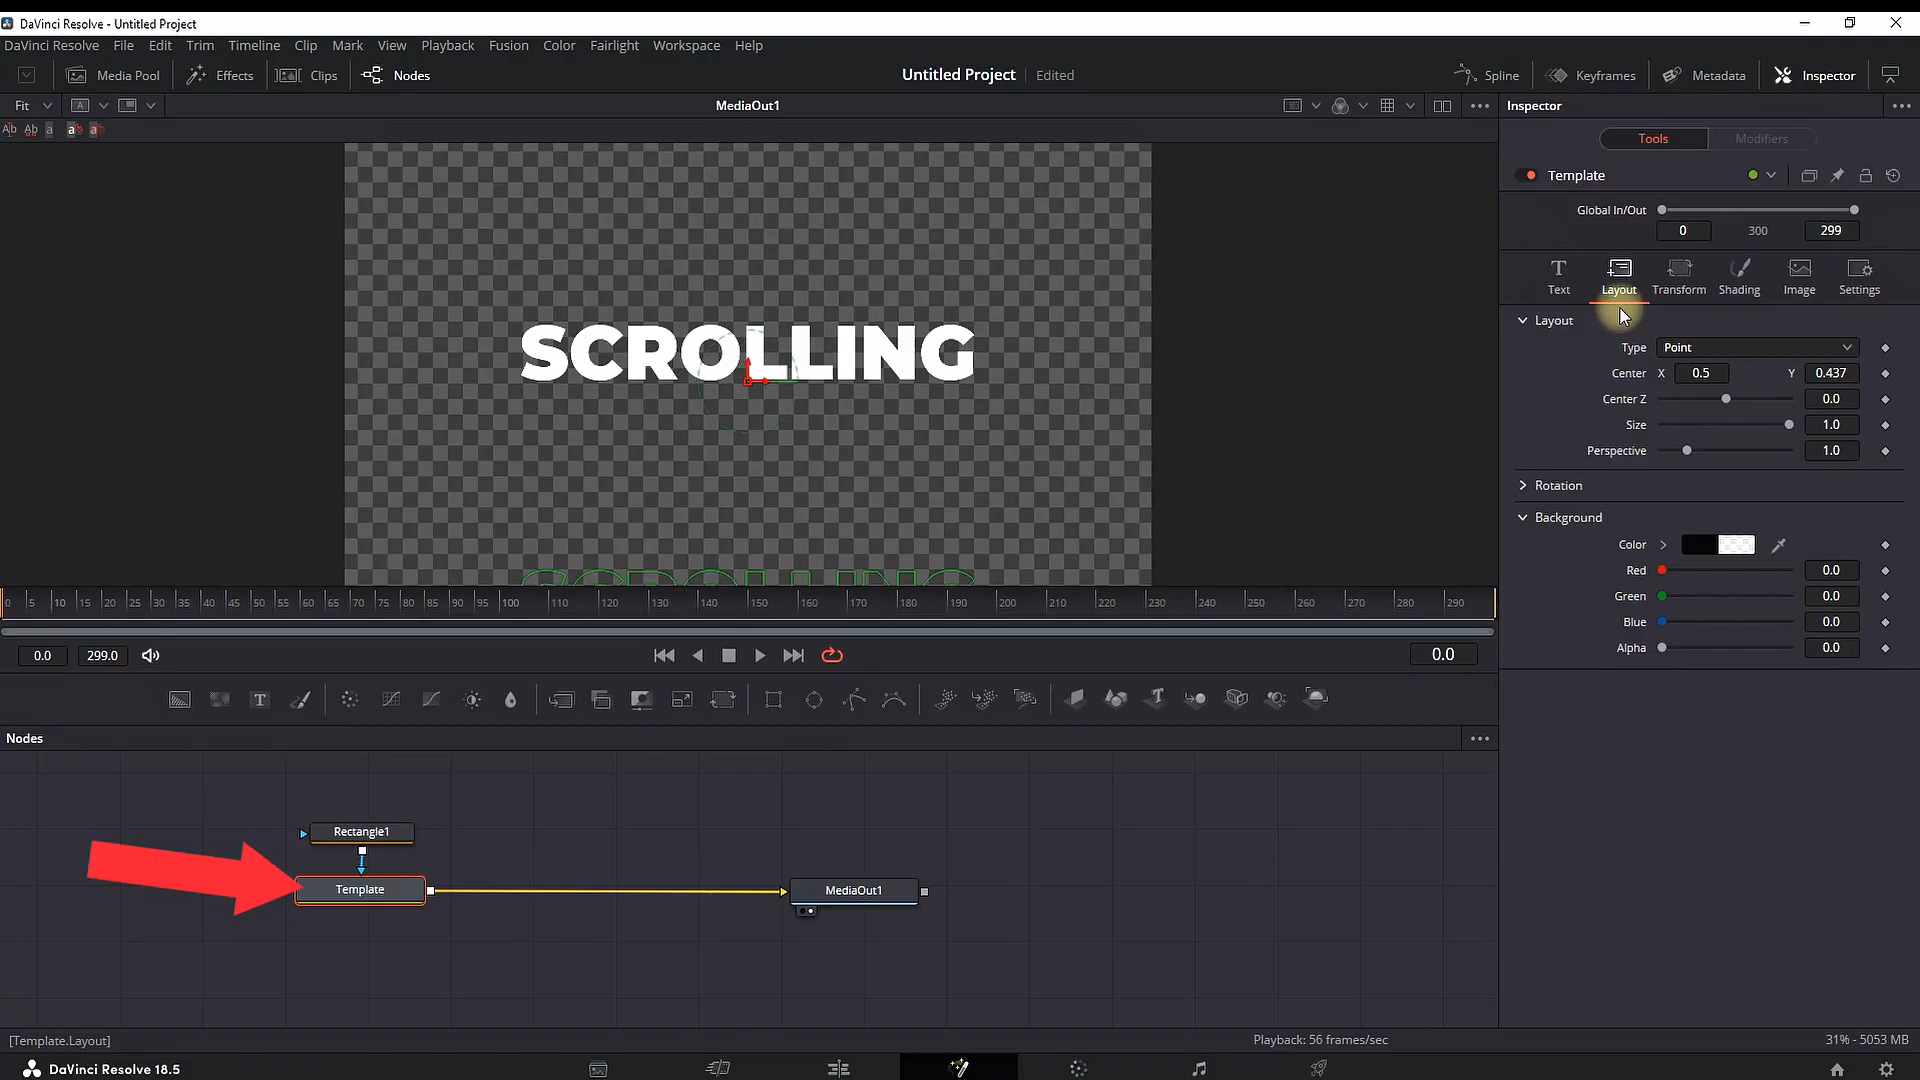 DaVinci Resolve - Untitled Project
DaVinci Resolve File Edit Trim Timeline Clip Mark View Playback Fusion Color Fairlight Workspace Help
Media Pool Effects Clips Nodes Untitled Project Edited Spline Keyframes Metadata Inspector
Fit A MediaOut1 Inspector
Ab Ab a a a
Tools Modifiers
Template
Global In/Out
0 300 299
Text Layout Transform Shading Image Settings
Layout
Type Point
Center X 0.5 Y 0.437
Center Z 0.0
Size 1.0
Perspective 1.0
Rotation
Background
Color
Red 0.0
Green 0.0
Blue 0.0
Alpha 0.0
SCROLLING
SCROLLING
0 5 10 15 20 25 30 35 40 45 50 55 60 65 70 75 80 85 90 95 100 110 120 130 140 150 160 170 180 190 200 210 220 230 240 250 260 270 280 290
0.0 299.0 0.0
T
Nodes
Rectangle1
Template MediaOut1
[Template.Layout] Playback: 56 frames/sec 31% - 5053 MB
DaVinci Resolve 18.5